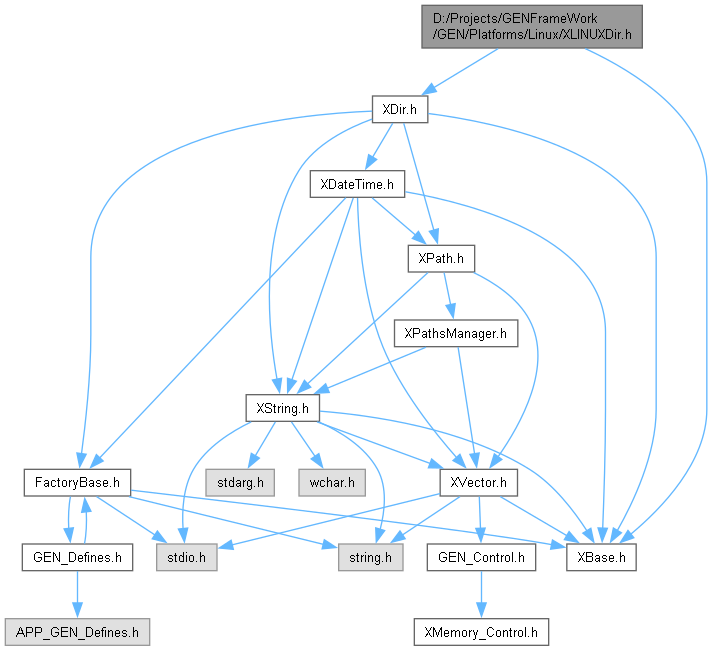 D:/Projects/GENFrameWork
/GEN/Platforms/Linux/XLINUXDir.h
XDir.h
XDateTime.h
XPath.h
XPathsManager.h
XString.h
FactoryBase.h
stdarg.h
wchar.h
XVector.h
GEN_Defines.h
stdio.h
string.h
GEN_Control.h
XBase.h
APP_GEN_Defines.h
XMemory_Control.h